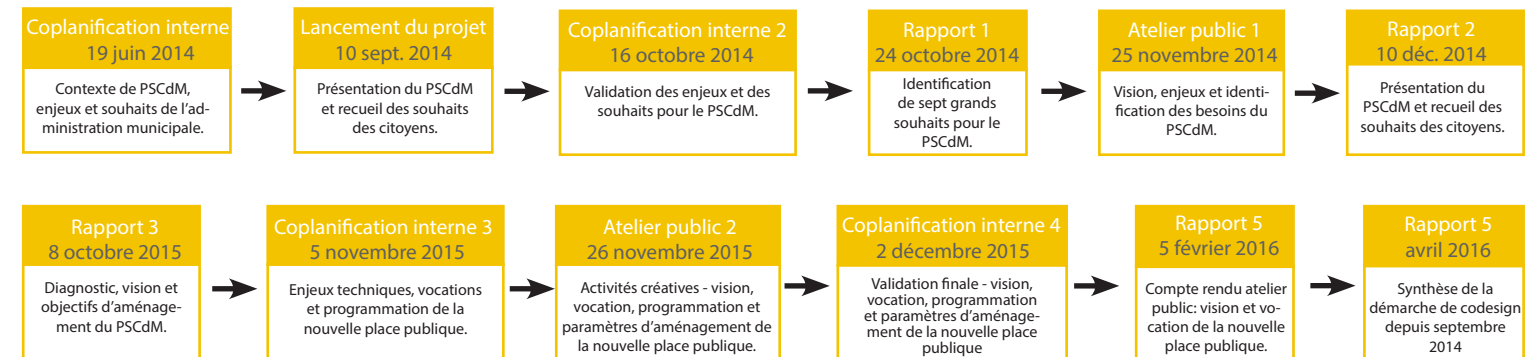 Coplanification interne
19 juin 2014
Contexte de PSCdM,
enjeux et souhaits de l'ad-
ministration municipale.
Lancement du projet
10 sept. 2014
Présentation du PSCdM
et recueil des souhaits
des citoyens.
Coplanification interne 2
16 octobre 2014
Validation des enjeux et des
souhaits pour le PSCdM.
Rapport 1
24 octobre 2014
Identification
de sept grands
souhaits pour le
PSCdM.
Atelier public 1
25 novembre 2014
Vision, enjeux et identi-
fication des besoins du
PSCdM.
Rapport 2
10 déc. 2014
Présentation du
PSCdM et recueil des
souhaits des citoyens.
Rapport 3
8 octobre 2015
Diagnostic, vision et
objectifs d'aménage-
ment du PSCdM.
Coplanification interne 3
5 novembre 2015
Enjeux techniques, vocations
et programmation de la
nouvelle place publique.
Atelier public 2
26 novembre 2015
Activités créatives - vision,
vocation, programmation et
paramètres d'aménagement de
la nouvelle place publique.
Coplanification interne 4
2 décembre 2015
Validation finale - vision,
vocation, programmation
et paramètres d'aménage-
ment de la nouvelle place
publique
Rapport 5
5 février 2016
Compte rendu atelier
public: vision et vo-
cation de la nouvelle
place publique.
Rapport 5
avril 2016
Synthèse de la
démarche de codesign
depuis septembre
2014